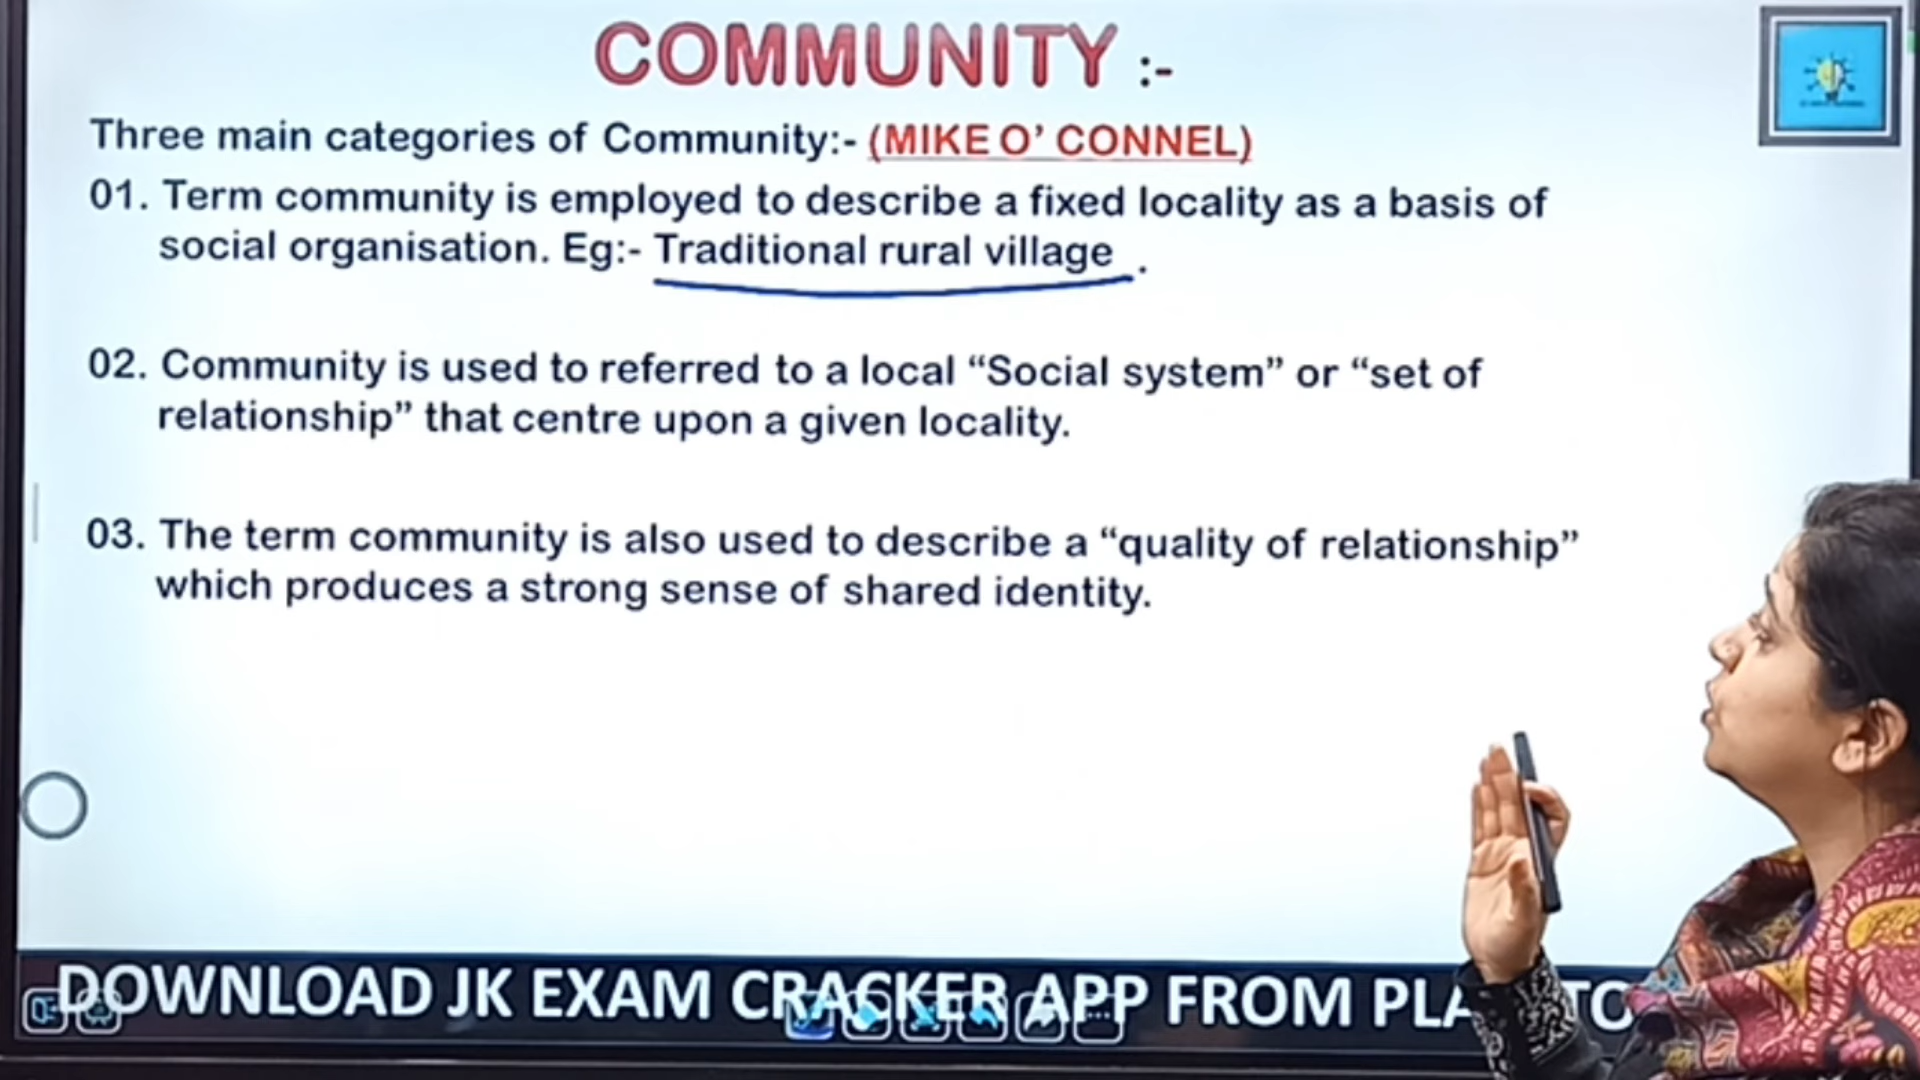 COMMUNITY :-
Three main categories of Community:- (MIKE O’ CONNEL)
01. Term community is employed to describe a fixed locality as a basis of
social organisation. Eg:- Traditional rural village .
02. Community is used to referred to a local “Social system” or “set of
relationship” that centre upon a given locality.
03. The term community is also used to describe a “quality of relationship”
which produces a strong sense of shared identity.
DOWNLOAD JK EXAM CRACKER APP FROM PLA TO